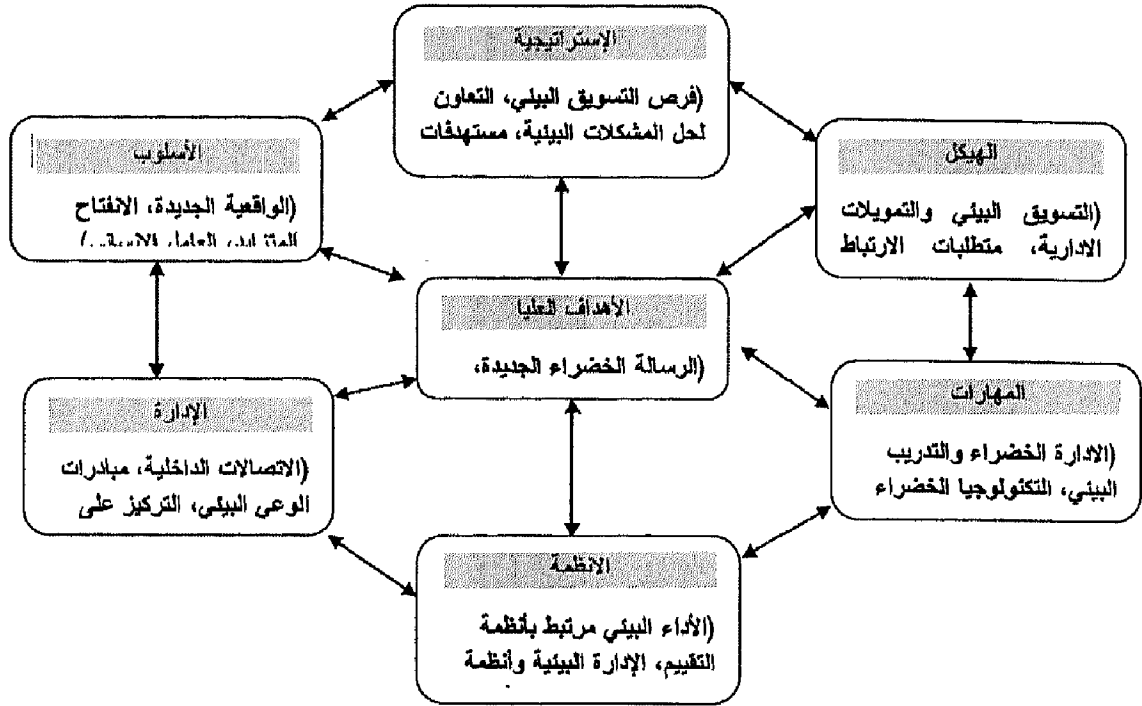 الإستراتيجية
(فرص التسويق البيئي، التعاون
لحل المشكلات البيئية، مستهدفات
الهيكل
(التسويق البيئي والتمويلات
الادارية، متطلبات الارتباط
الأسلوب
(الواقعية الجديدة، الانفتاح
العامل
الأهداف العليا
(الرسالة الخضراء الجديدة،
المهارات
(الادارة الخضراء والتدريب
البيئي، التكنولوجيا الخضراء
الإدارة
(الاتصالات الداخلية، مبادرات
الوعي البيئي، التركيز على
الانظمة
(الأداء البيئي مرتبط بأنظمة
التقييم، الإدارة البيئية وأنظمة